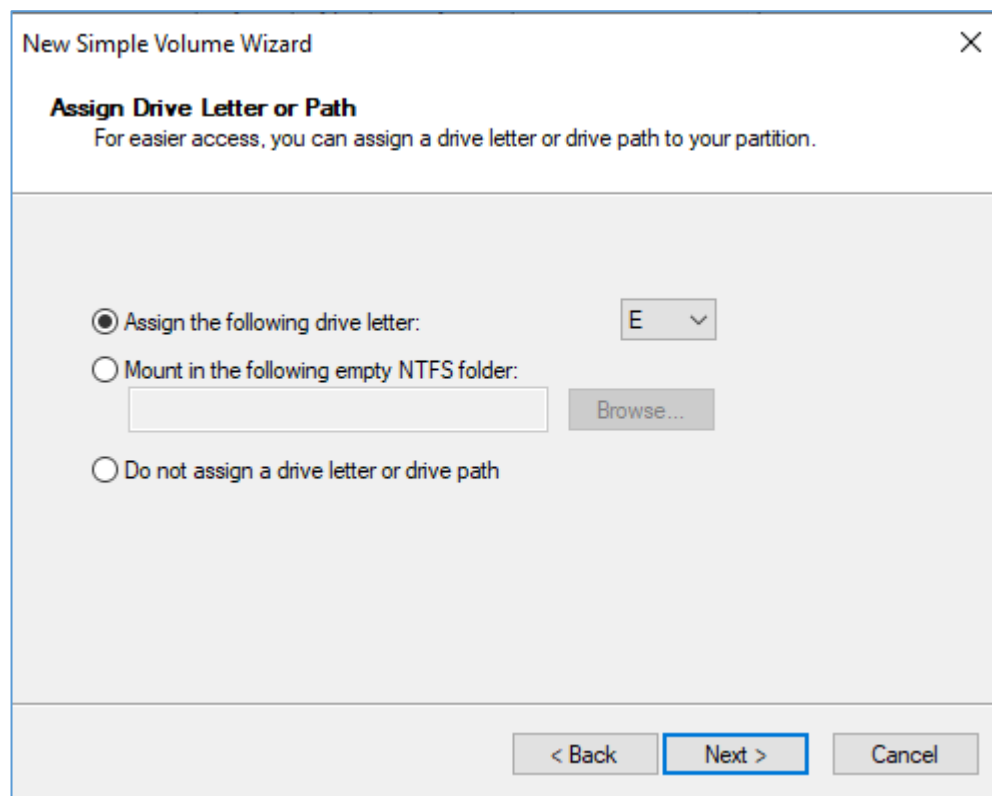 New Simple Volume Wizard
Assign Drive Letter or Path
For easier access, you can assign a drive letter or drive path to your partition.
Assign the following drive letter: E
Mount in the following empty NTFS folder:
Browse...
Do not assign a drive letter or drive path
< Back Next > Cancel